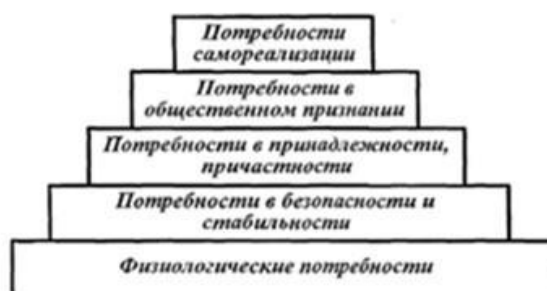 Потребности
самореализации
Потребности в
общественном признании
Потребности в принадлежности,
причастности
Потребности в безопасности и
стабильности
Физиологические потребности